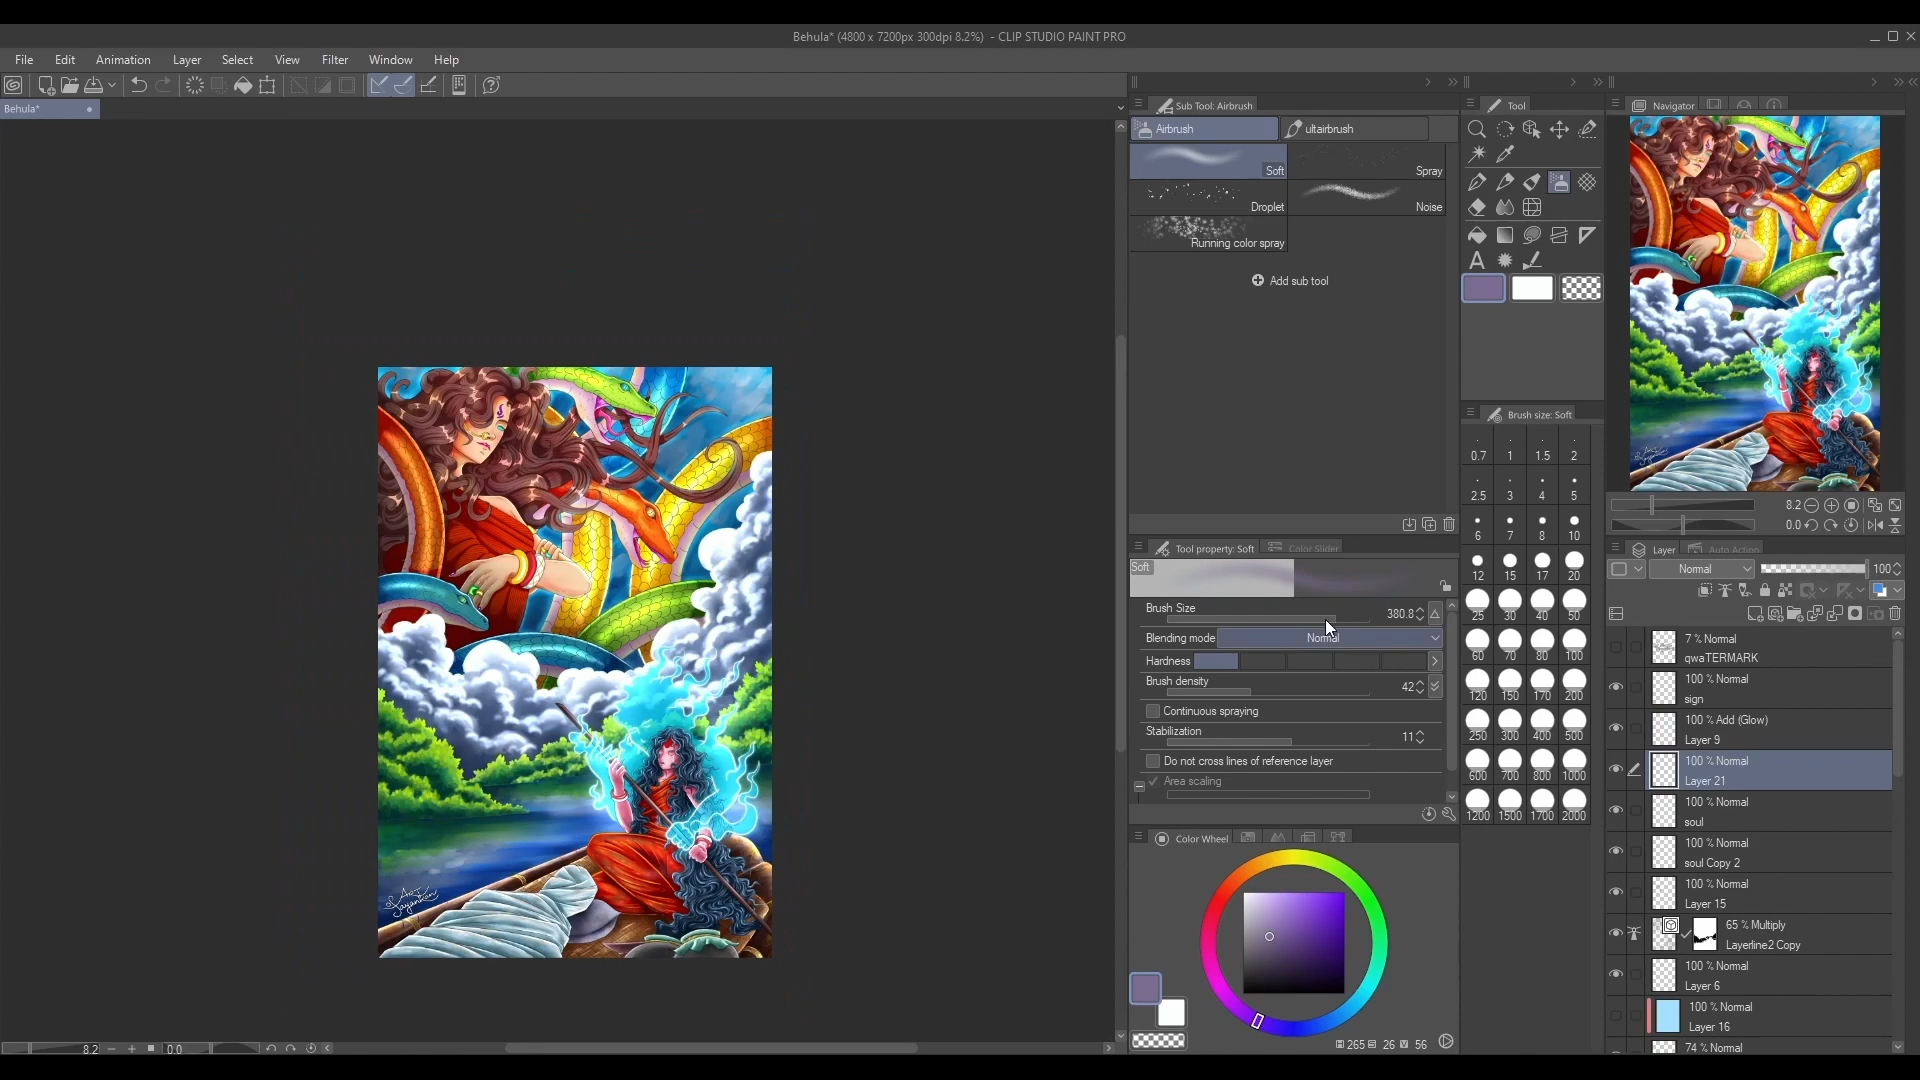 Behula* (4800 x 7200px 300dpi 8.2%) - CLIP STUDIO PAINT PRO
File Edit Animation Layer Select View Filter Window Help
Behula*
Sub Tool: Airbrush
Airbrush
ultairbrush
Soft
Spray
Droplet
Noise
Running color spray
Add sub tool
Tool property: Soft
Color Slider
Soft
Brush Size 380.8
Blending mode Normal
Hardness
Brush density 42
Continuous spraying
Stabilization 11
Do not cross lines of reference layer
Area scaling
Color Wheel
265 26 56
Tool
Brush size: Soft
0.7 1 1.5 2
2.5 3 4 5
6 7 8 10
12 15 17 20
25 30 40 50
60 70 80 100
120 150 170 200
250 300 400 500
600 700 800 1000
1200 1500 1700 2000
Navigator
8.2
0.0
Layer
Auto Action
Normal 100
7 % Normal
qwaTERMARK
100 % Normal
sign
100 % Add (Glow)
Layer 9
100 % Normal
Layer 21
100 % Normal
soul
100 % Normal
soul Copy 2
100 % Normal
Layer 15
65 % Multiply
Layerline2 Copy
100 % Normal
Layer 6
100 % Normal
Layer 16
74 % Normal
8.2
0.0